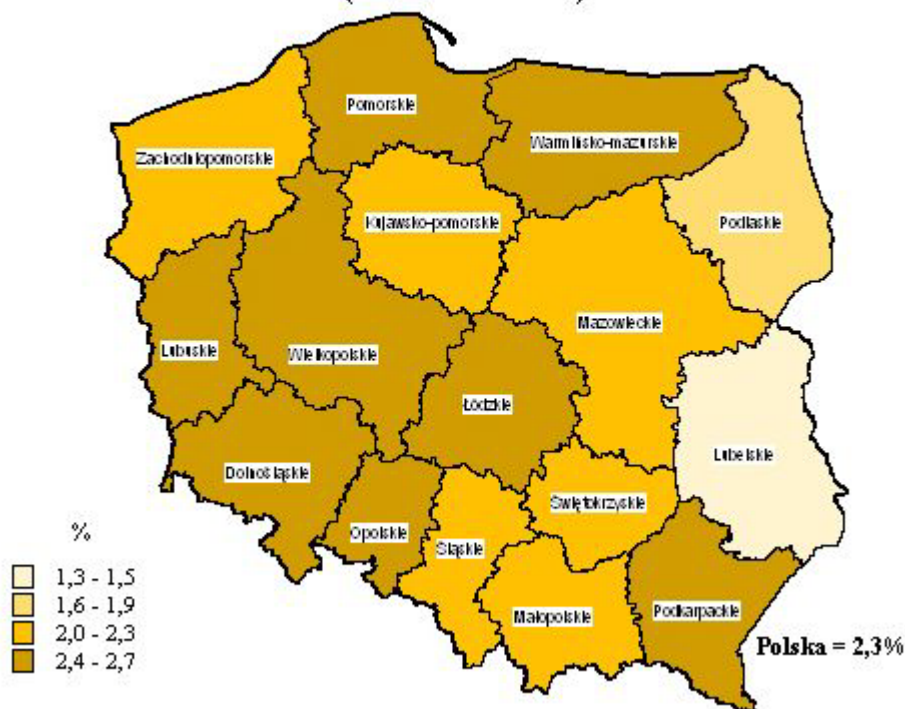 Pomorskie
Warmińsko-mazurskie
Zachodniopomorskie
Kujawsko-pomorskie
Podlaskie
Mazowieckie
Lubuskie
Wielkopolskie
Łódzkie
Lubelskie
Dolnośląskie
Świętokrzyskie
Opolskie
Śląskie
Małopolskie
Podkarpackie
%
1,3 - 1,5
1,6 - 1,9
2,0 - 2,3
2,4 - 2,7
Polska = 2,3%